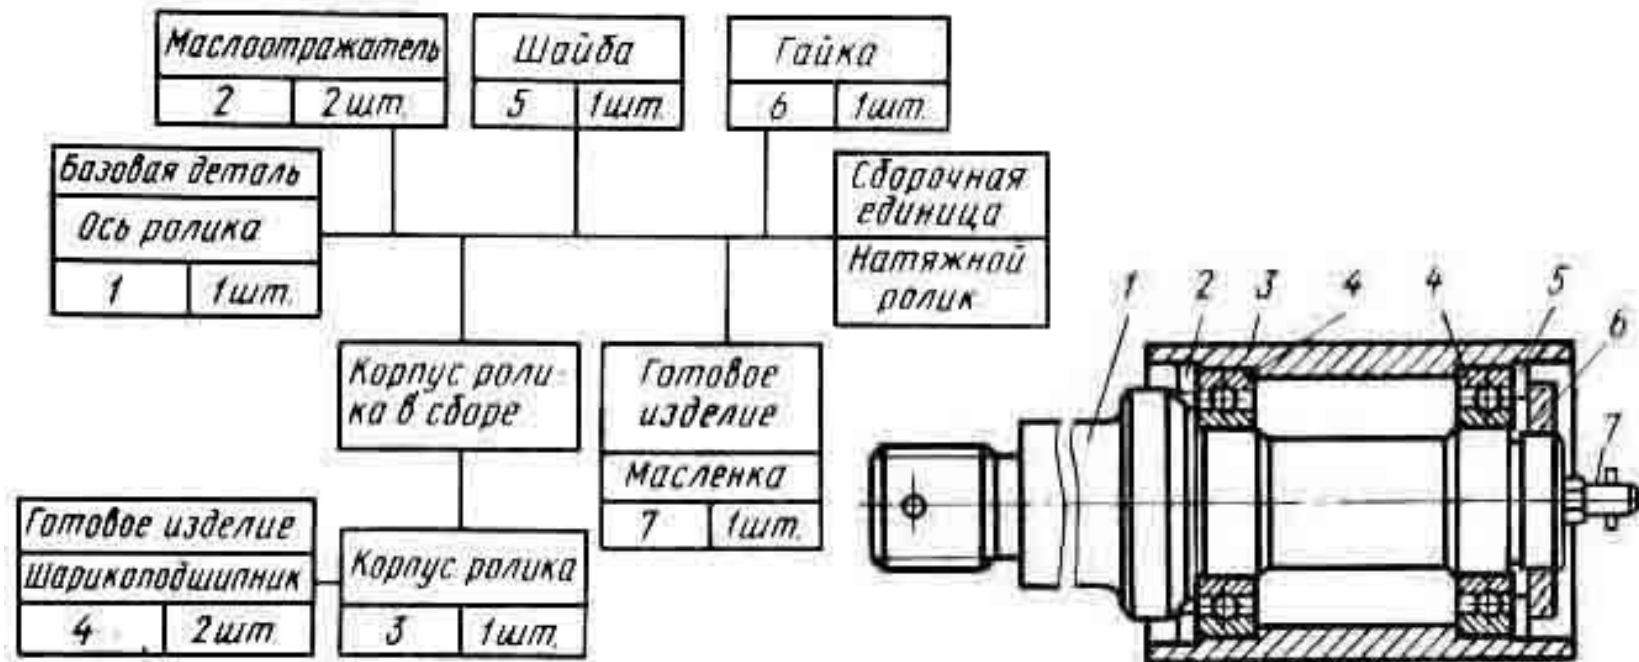 Маслоотражатель
2 2шт.
Шайба
5 1шт.
Гайка
6 1шт.
Базовая деталь
Ось ролика
1 1шт.
Сборочная
единица
Натяжной
ролик
Корпус роли-
ка в сборе
Готовое
изделие
Масленка
7 1шт.
Готовое изделие
Шарикоподшипник
4 2шт
Корпус ролика
3 1шт.
1 2 3 4 4 5 6 7